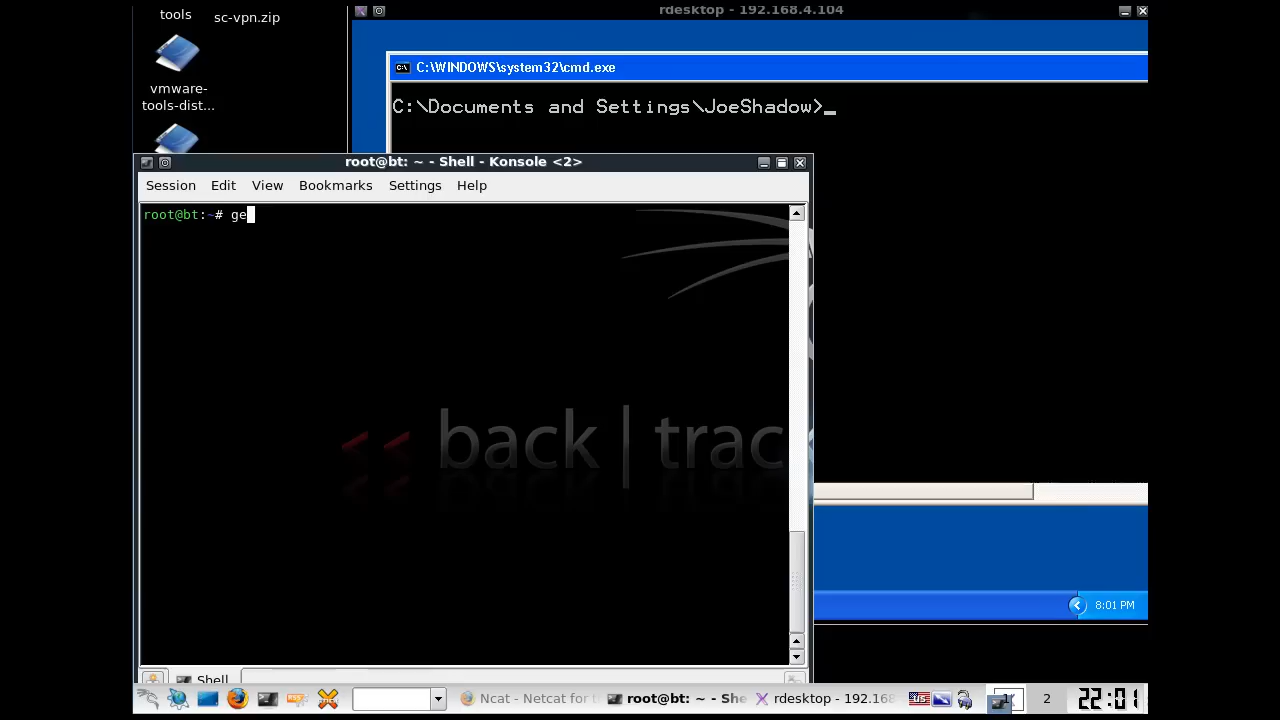 tools
sc-vpn.zip
vmware-
tools-dist...
rdesktop - 192.168.4.104
C:\WINDOWS\system32\cmd.exe
C:\Documents and Settings\JoeShadow>_
root@bt: ~ - Shell - Konsole <2>
Session Edit View Bookmarks Settings Help
root@bt:~# ge
<< back | trac
8:01 PM
Shell
Ncat - Netcat for t
root@bt: ~ - She
rdesktop - 192.168
2
22:01